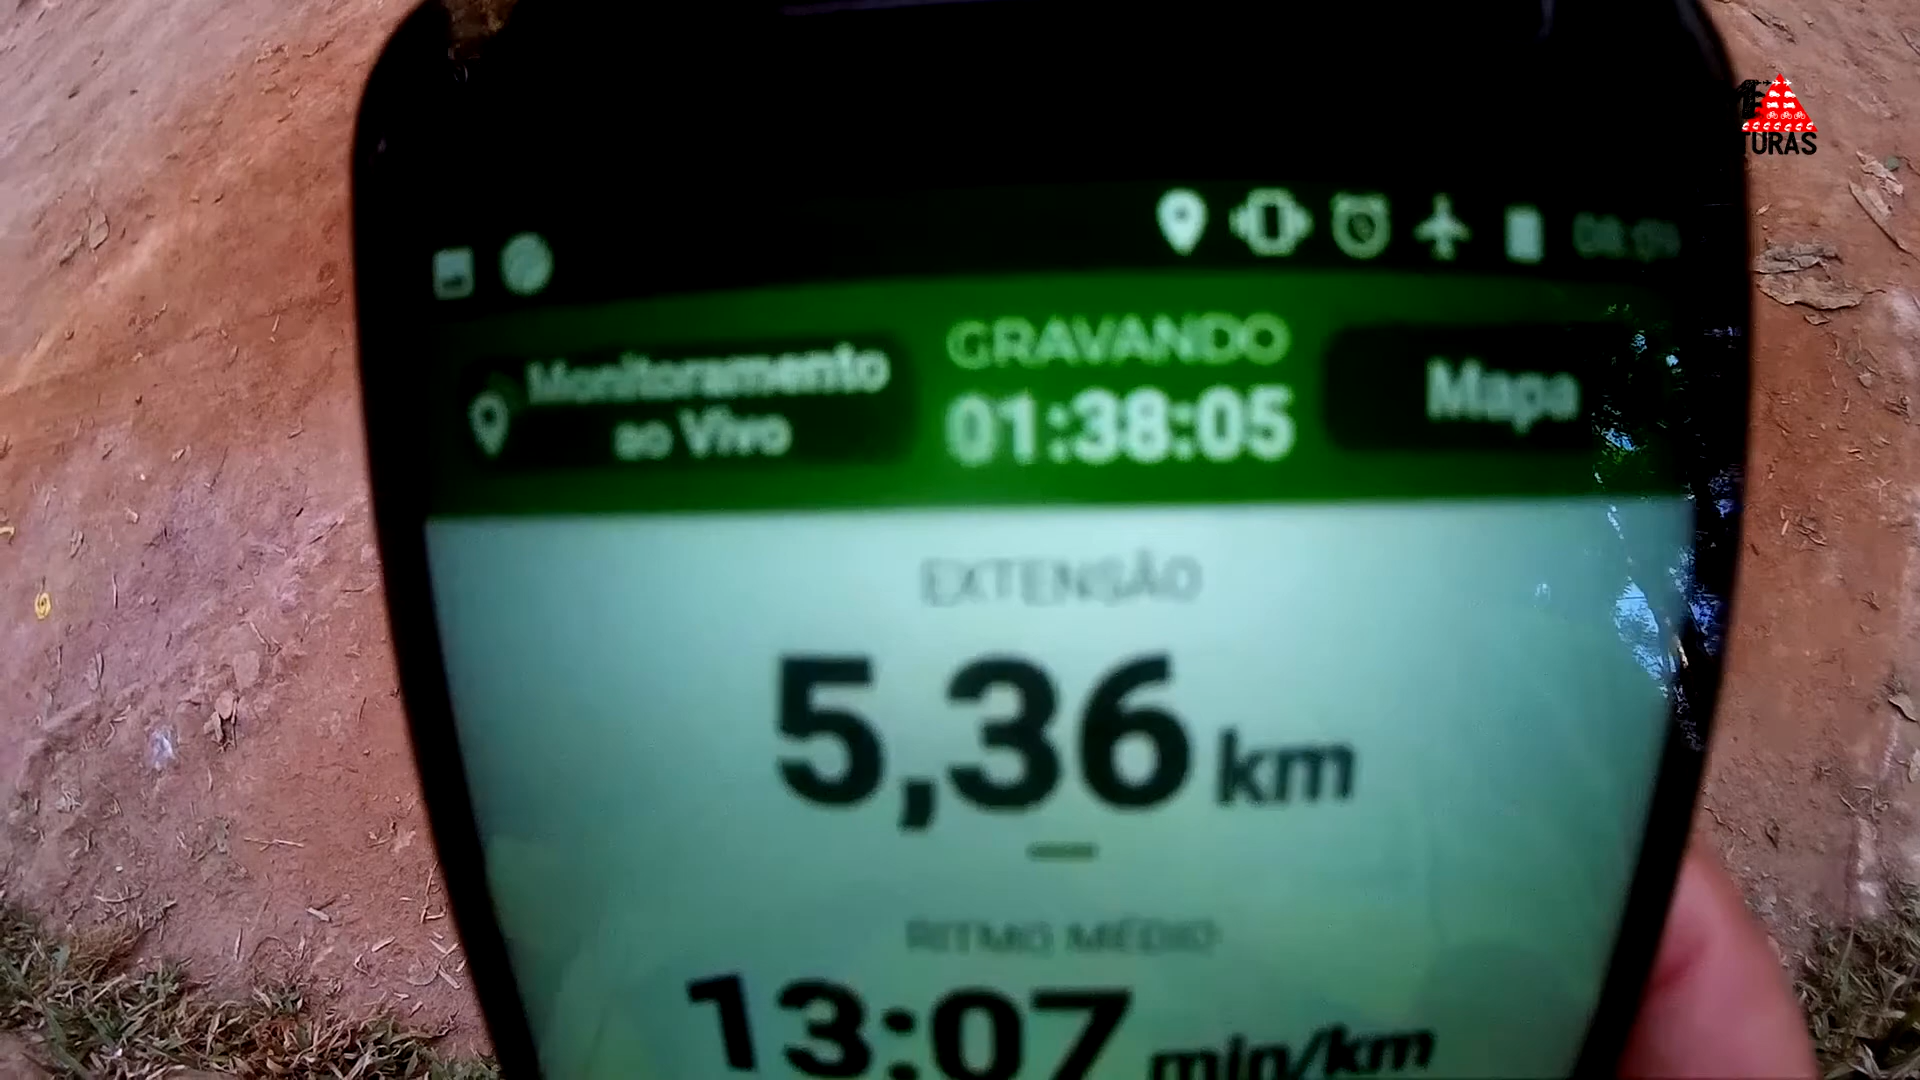 TURAS
Monitoramento
ao Vivo
GRAVANDO
01:38:05
Mapa
EXTENSÃO
5,36 km
RITMO MÉDIO
13:07 min/km